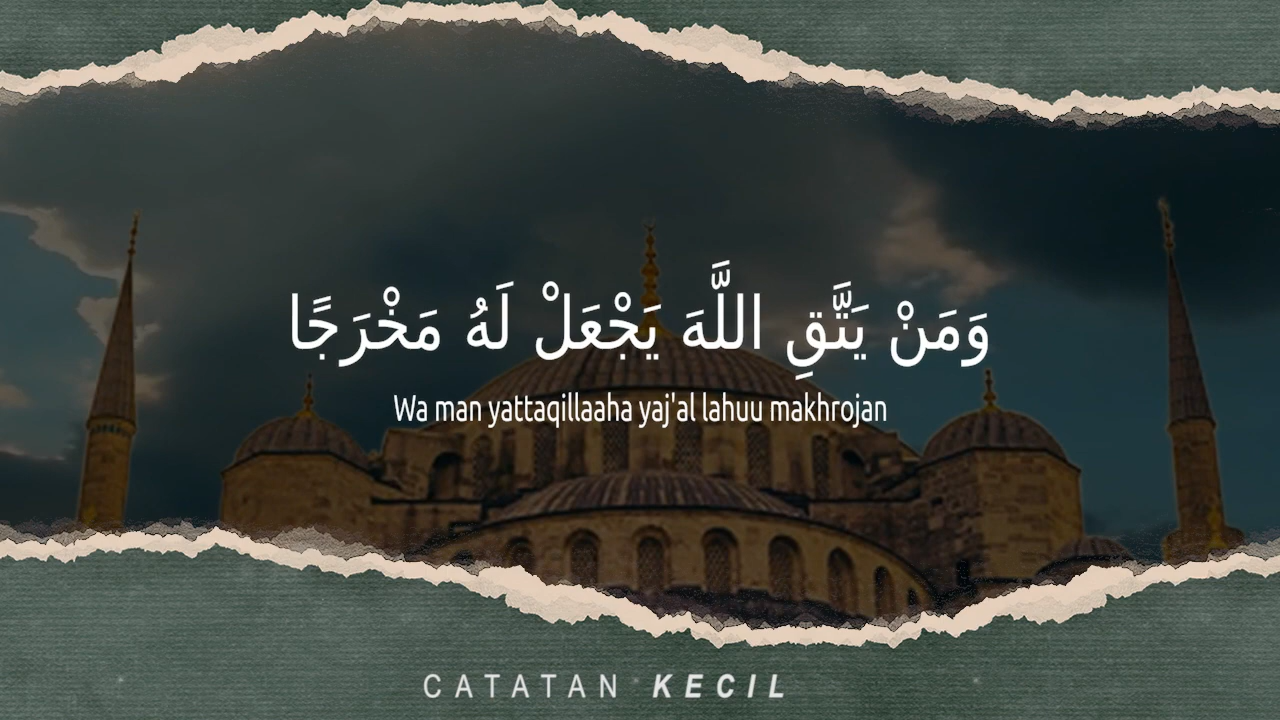 وَمَنْ يَتَّقِ اللَّهَ يَجْعَلْ لَهُ مَخْرَجًا
Wa man yattaqillaaha yaj'al lahuu makhrojan
CATATAN KECIL